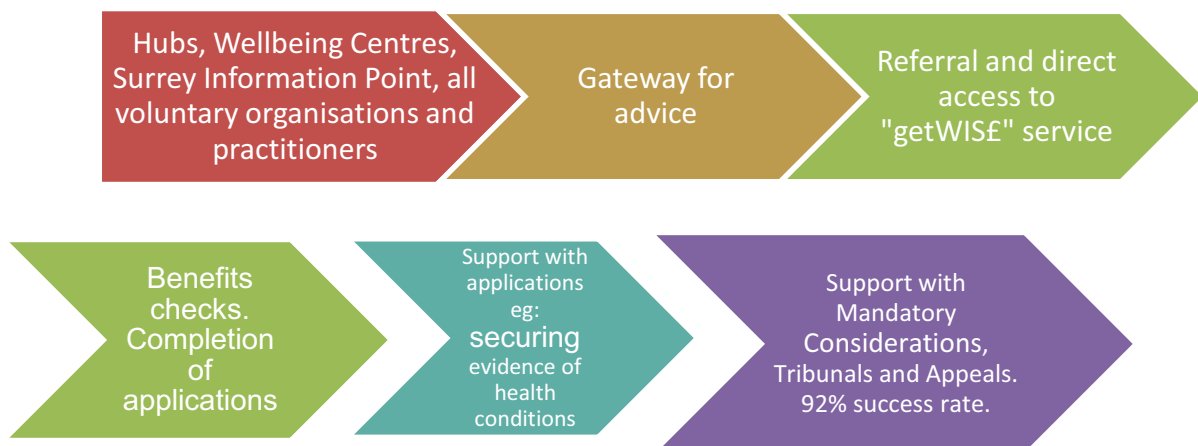 Hubs, Wellbeing Centres,
Surrey Information Point, all
voluntary organisations and
practitioners
Gateway for
advice
Referral and direct
access to
"getWIS£" service
Benefits
checks.
Completion
of
applications
Support with
applications
eg:
securing
evidence of
health
conditions
Support with
Mandatory
Considerations,
Tribunals and Appeals.
92% success rate.